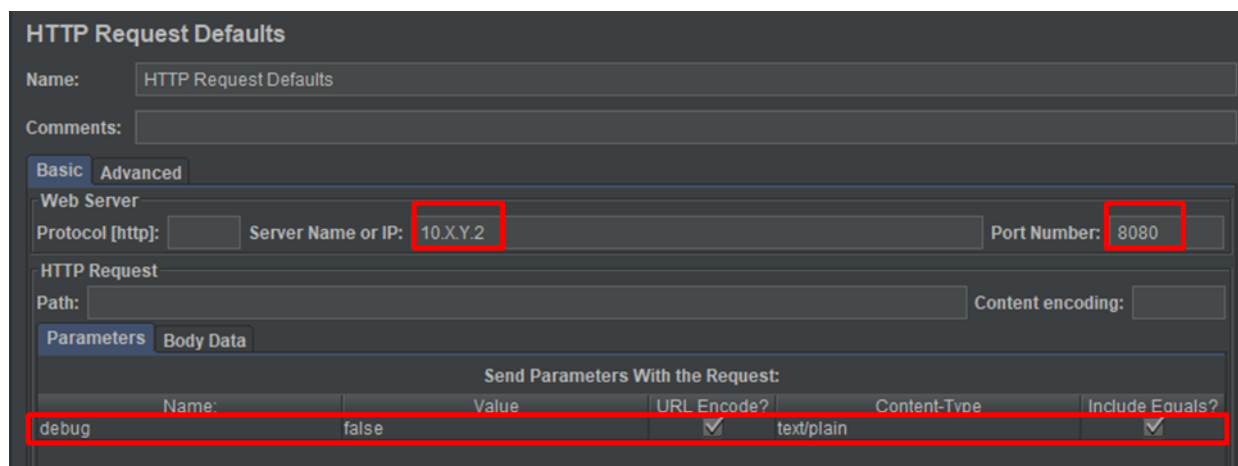 HTTP Request Defaults
Name: HTTP Request Defaults
Comments:
Basic Advanced
Web Server
Protocol [http]: Server Name or IP: 10.X.Y.2 Port Number: 8080
HTTP Request
Path: Content encoding:
Parameters Body Data
Send Parameters With the Request:
Name: Value URL Encode? Content-Type Include Equals?
debug false text/plain